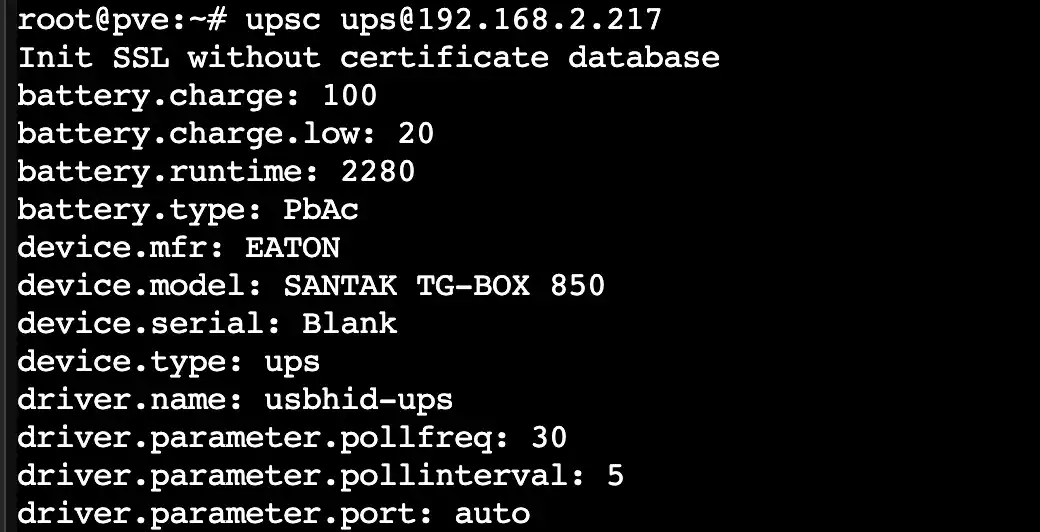 root@pve:~# upsc ups@192.168.2.217
Init SSL without certificate database
battery.charge: 100
battery.charge.low: 20
battery.runtime: 2280
battery.type: PbAc
device.mfr: EATON
device.model: SANTAK TG-BOX 850
device.serial: Blank
device.type: ups
driver.name: usbhid-ups
driver.parameter.pollfreq: 30
driver.parameter.pollinterval: 5
driver.parameter.port: auto